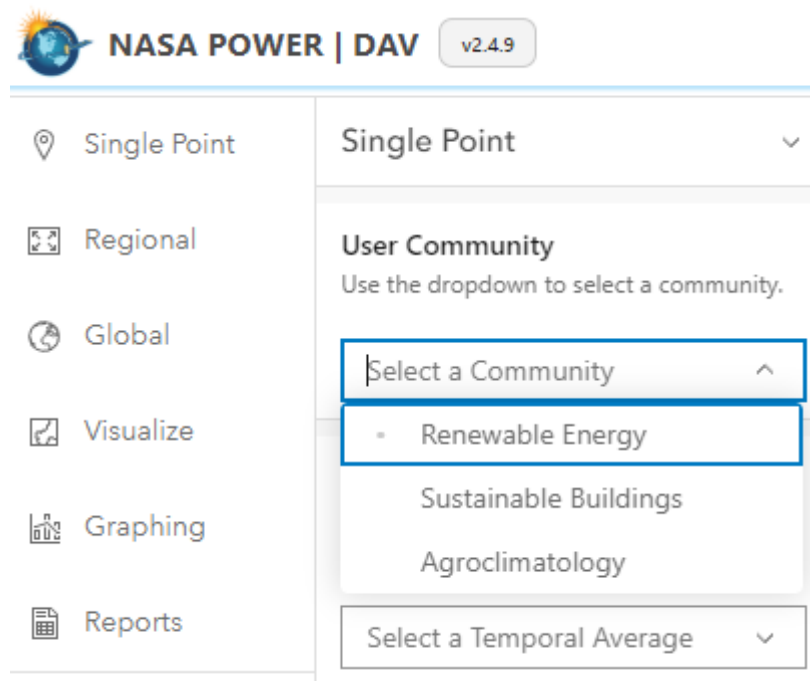 NASA POWER | DAV v2.4.9
Single Point
Regional
Global
Visualize
Graphing
Reports
Single Point
User Community
Use the dropdown to select a community.
Select a Community
Renewable Energy
Sustainable Buildings
Agroclimatology
Select a Temporal Average